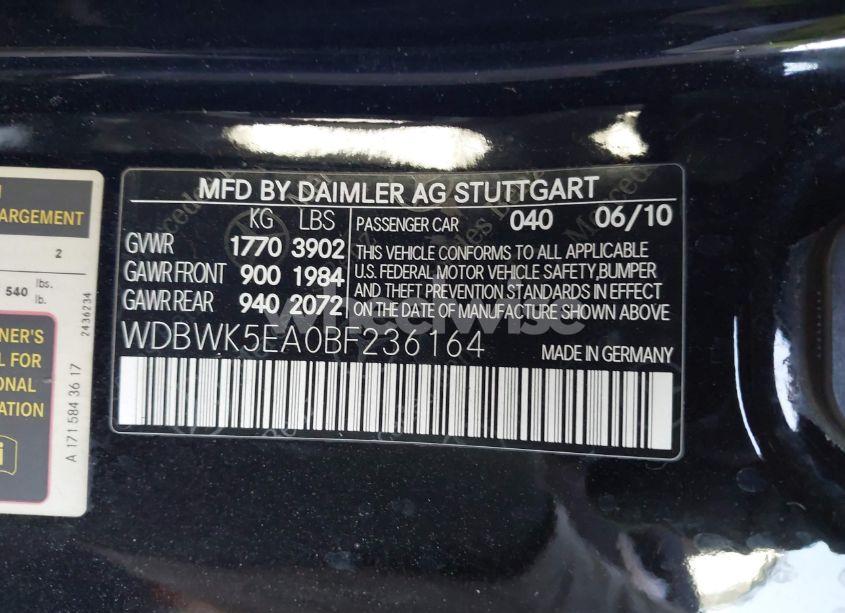 MFD BY DAIMLER AG STUTTGART
KG LBS
GVWR 1770 3902
GAWR FRONT 900 1984
GAWR REAR 940 2072
PASSENGER CAR 040 06/10
THIS VEHICLE CONFORMS TO ALL APPLICABLE
U.S. FEDERAL MOTOR VEHICLE SAFETY,BUMPER
AND THEFT PREVENTION STANDARDS IN EFFECT
ON THE DATE OF MANUFACTURE SHOWN ABOVE
WDBWK5EA0BF236164
MADE IN GERMANY
wheelwise
ARGEMENT
2
540 lbs.
lb.
2436234
NER'S
L FOR
ONAL
ATION
A 171 584 36 17